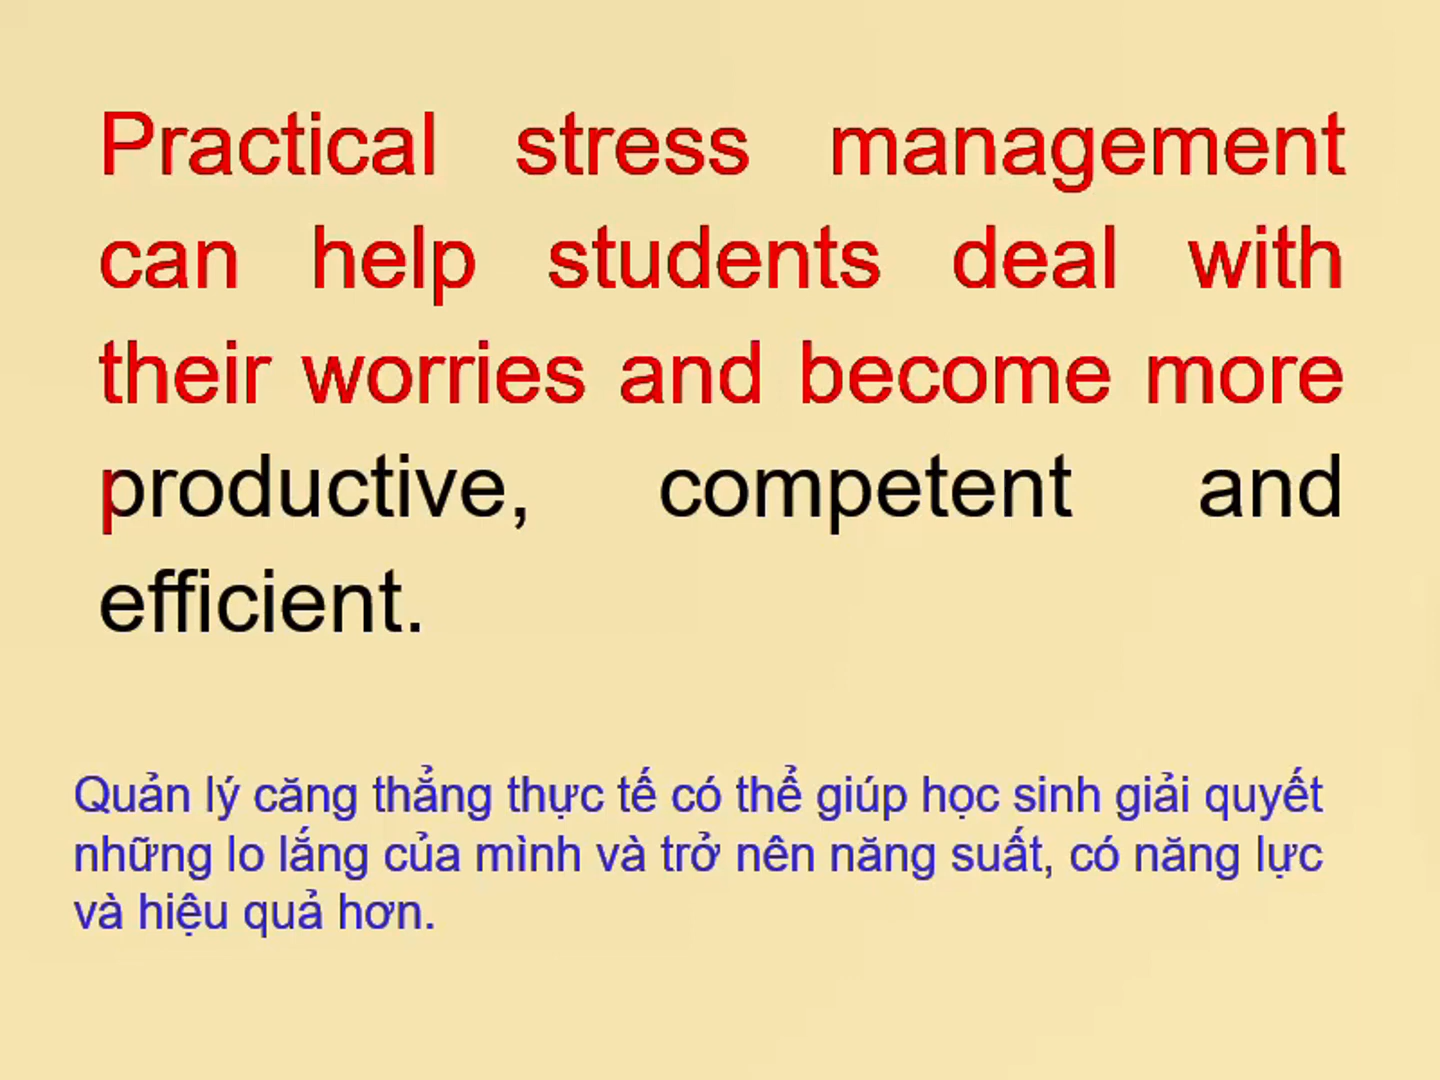 Practical stress management
can help students deal with
their worries and become more
productive, competent and
efficient.
Quản lý căng thẳng thực tế có thể giúp học sinh giải quyết
những lo lắng của mình và trở nên năng suất, có năng lực
và hiệu quả hơn.